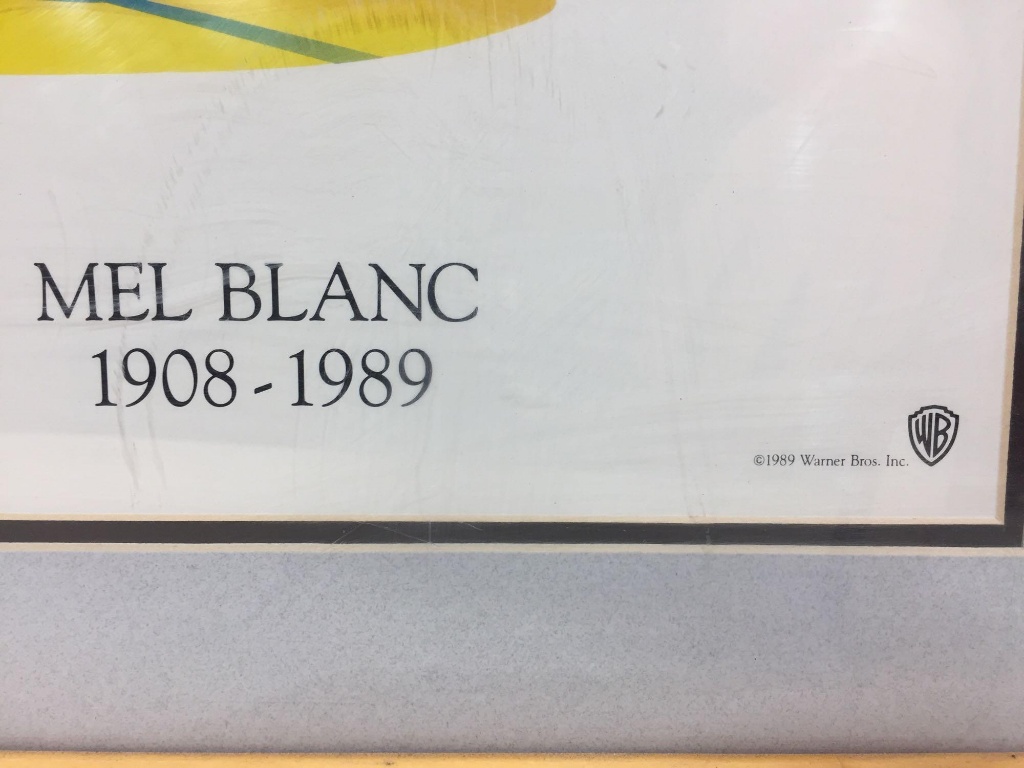 MEL BLANC
1908 - 1989
©1989 Warner Bros. Inc.
WB